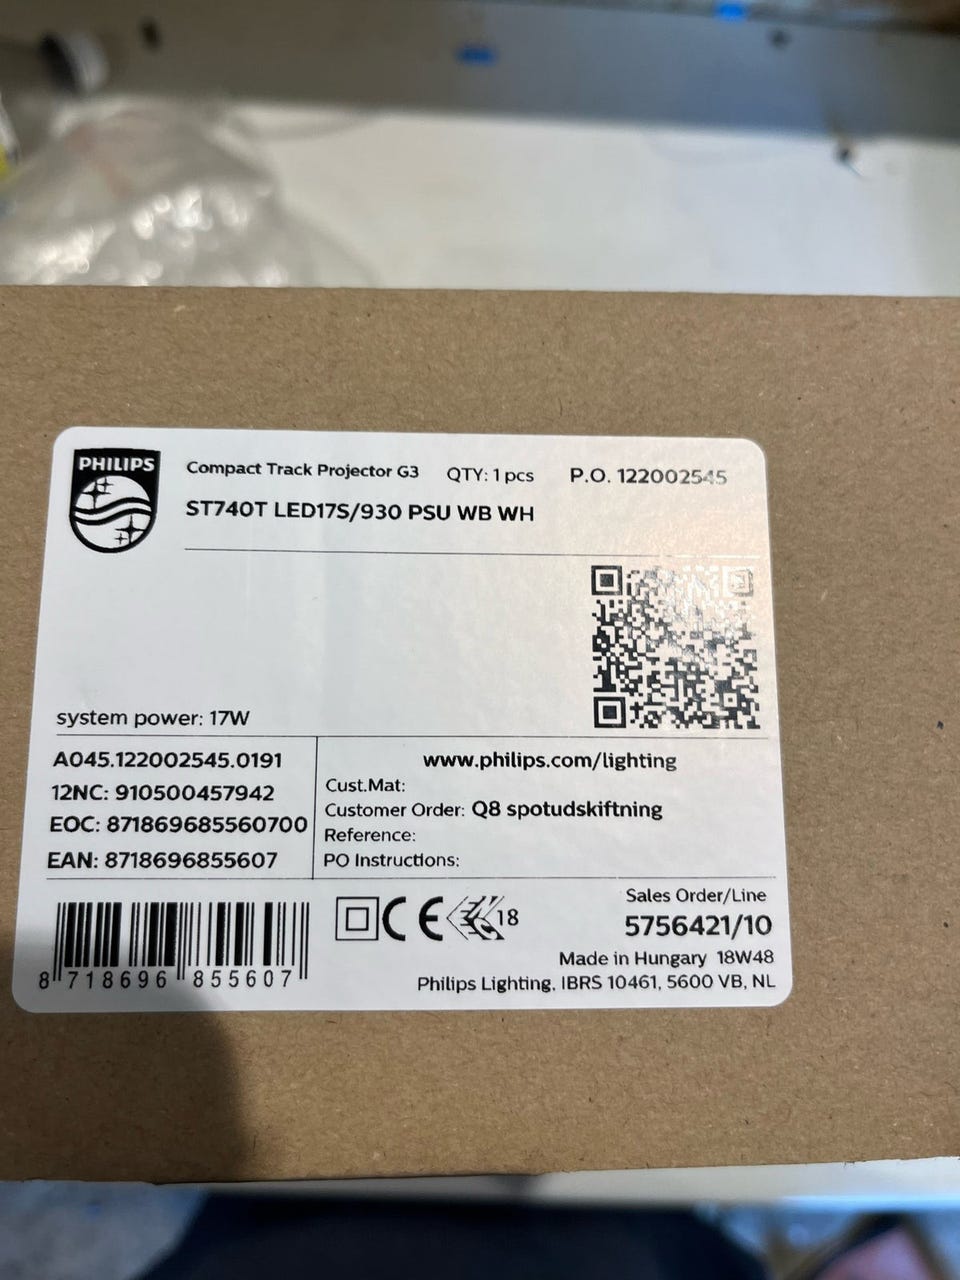 PHILIPS
Compact Track Projector G3 QTY: 1 pcs P.O. 122002545
ST740T LED17S/930 PSU WB WH
system power: 17W
A045.122002545.0191
12NC: 910500457942
EOC: 871869685560700
EAN: 8718696855607
www.philips.com/lighting
Cust.Mat:
Customer Order: Q8 spotudskiftning
Reference:
PO Instructions:
8 718696 855607
CE 18
Sales Order/Line
5756421/10
Made in Hungary 18W48
Philips Lighting, IBRS 10461, 5600 VB, NL